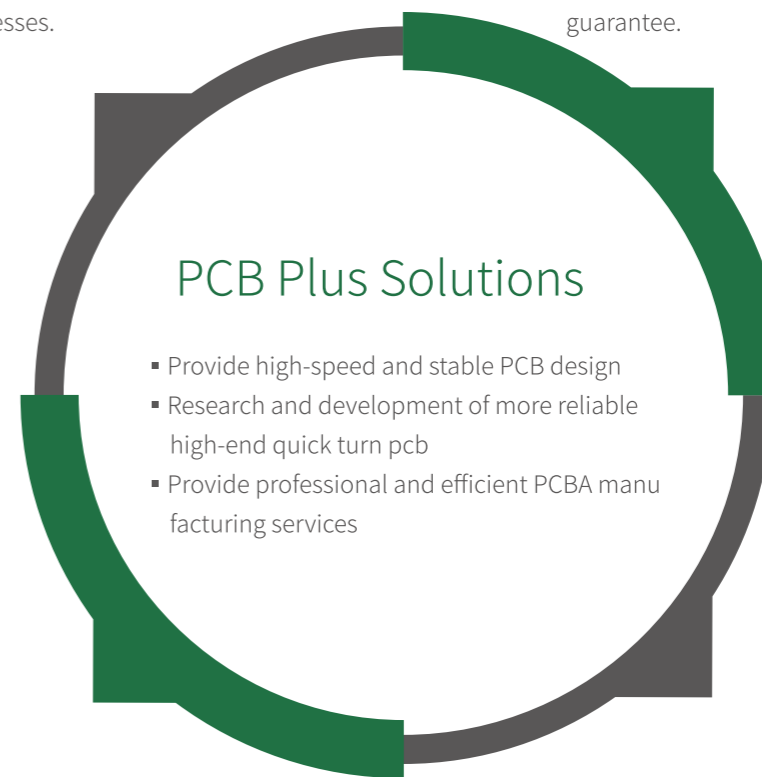 esses.
guarantee.
PCB Plus Solutions
▪ Provide high-speed and stable PCB design
▪ Research and development of more reliable
high-end quick turn pcb
▪ Provide professional and efficient PCBA manu
facturing services